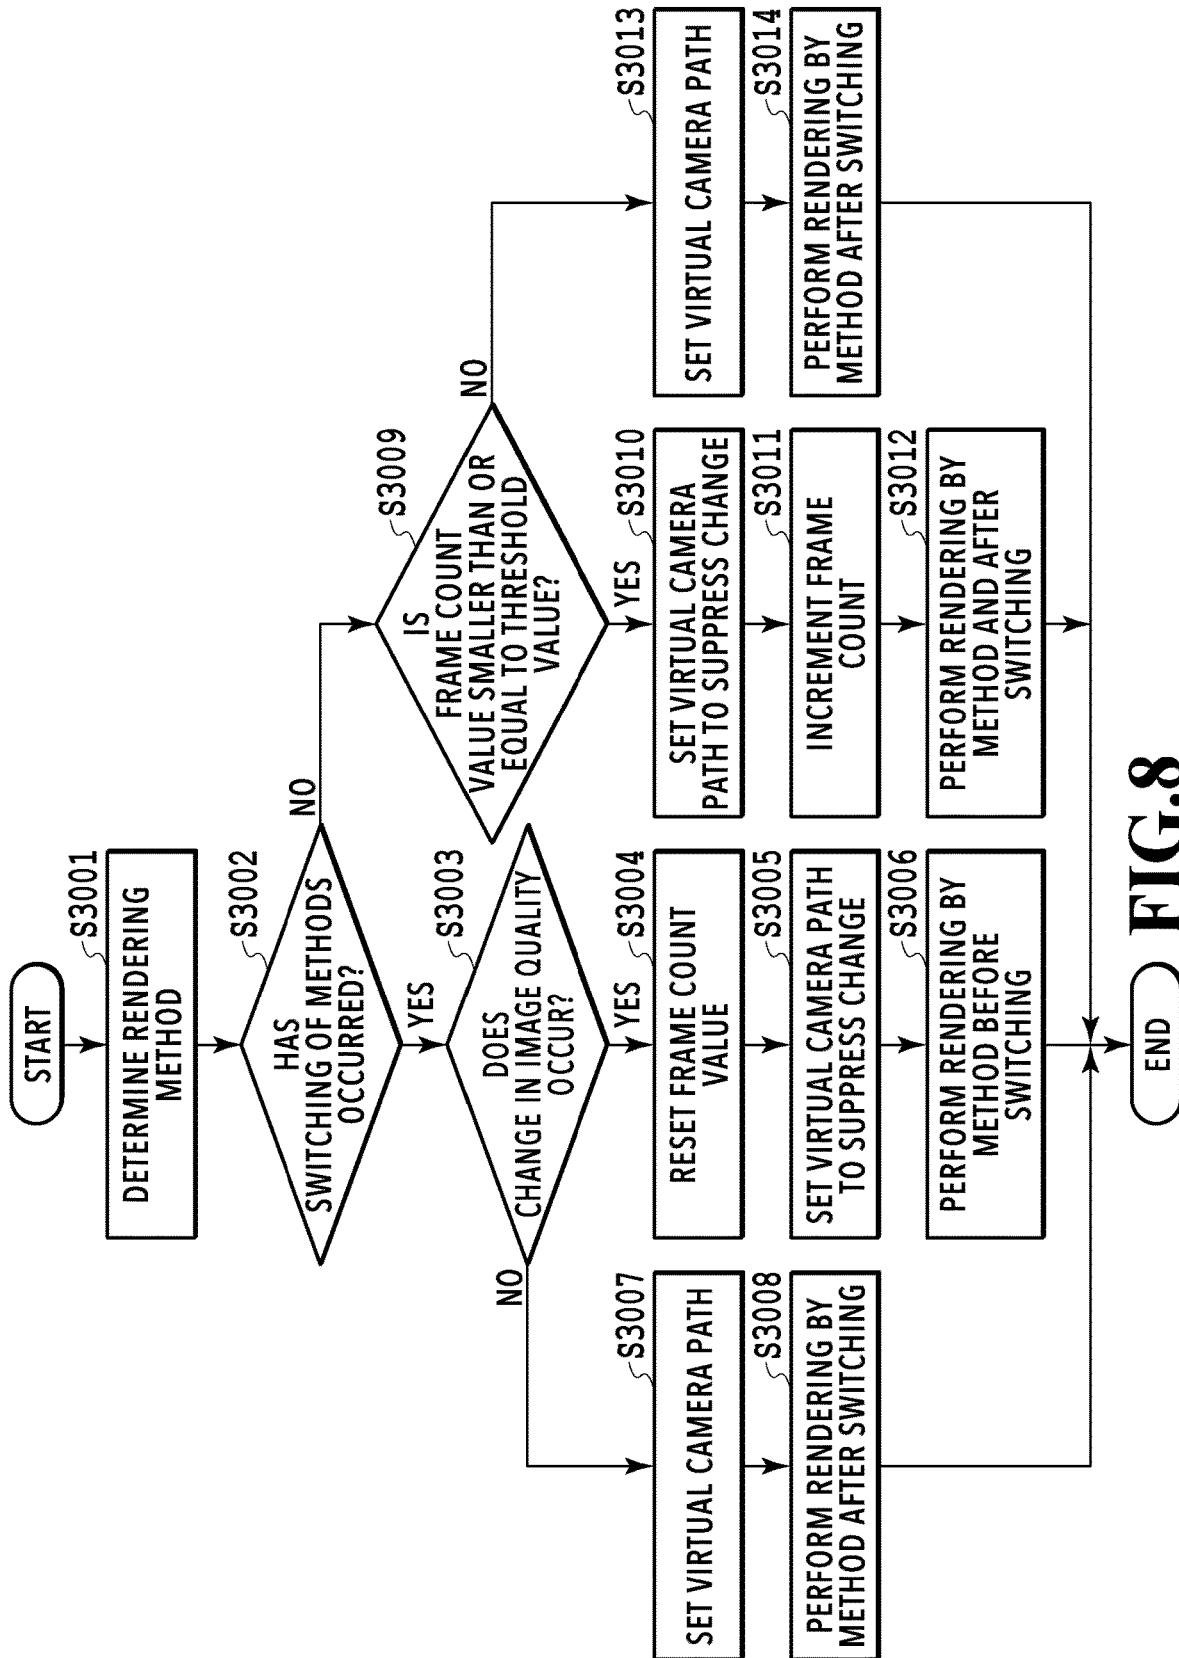 START
S3001
DETERMINE RENDERING
METHOD
S3002
HAS
SWITCHING OF METHODS
OCCURRED?
NO
YES
S3003
DOES
CHANGE IN IMAGE QUALITY
OCCUR?
NO
YES
S3004
RESET FRAME COUNT
VALUE
S3005
SET VIRTUAL CAMERA PATH
TO SUPPRESS CHANGE
S3006
PERFORM RENDERING BY
METHOD BEFORE
SWITCHING
S3007
SET VIRTUAL CAMERA PATH
S3008
PERFORM RENDERING BY
METHOD AFTER SWITCHING
S3009
IS
FRAME COUNT
VALUE SMALLER THAN OR
EQUAL TO THRESHOLD
VALUE?
NO
YES
S3010
SET VIRTUAL CAMERA
PATH TO SUPPRESS CHANGE
S3011
INCREMENT FRAME
COUNT
S3012
PERFORM RENDERING BY
METHOD AND AFTER
SWITCHING
S3013
SET VIRTUAL CAMERA PATH
S3014
PERFORM RENDERING BY
METHOD AFTER SWITCHING
END
FIG.8